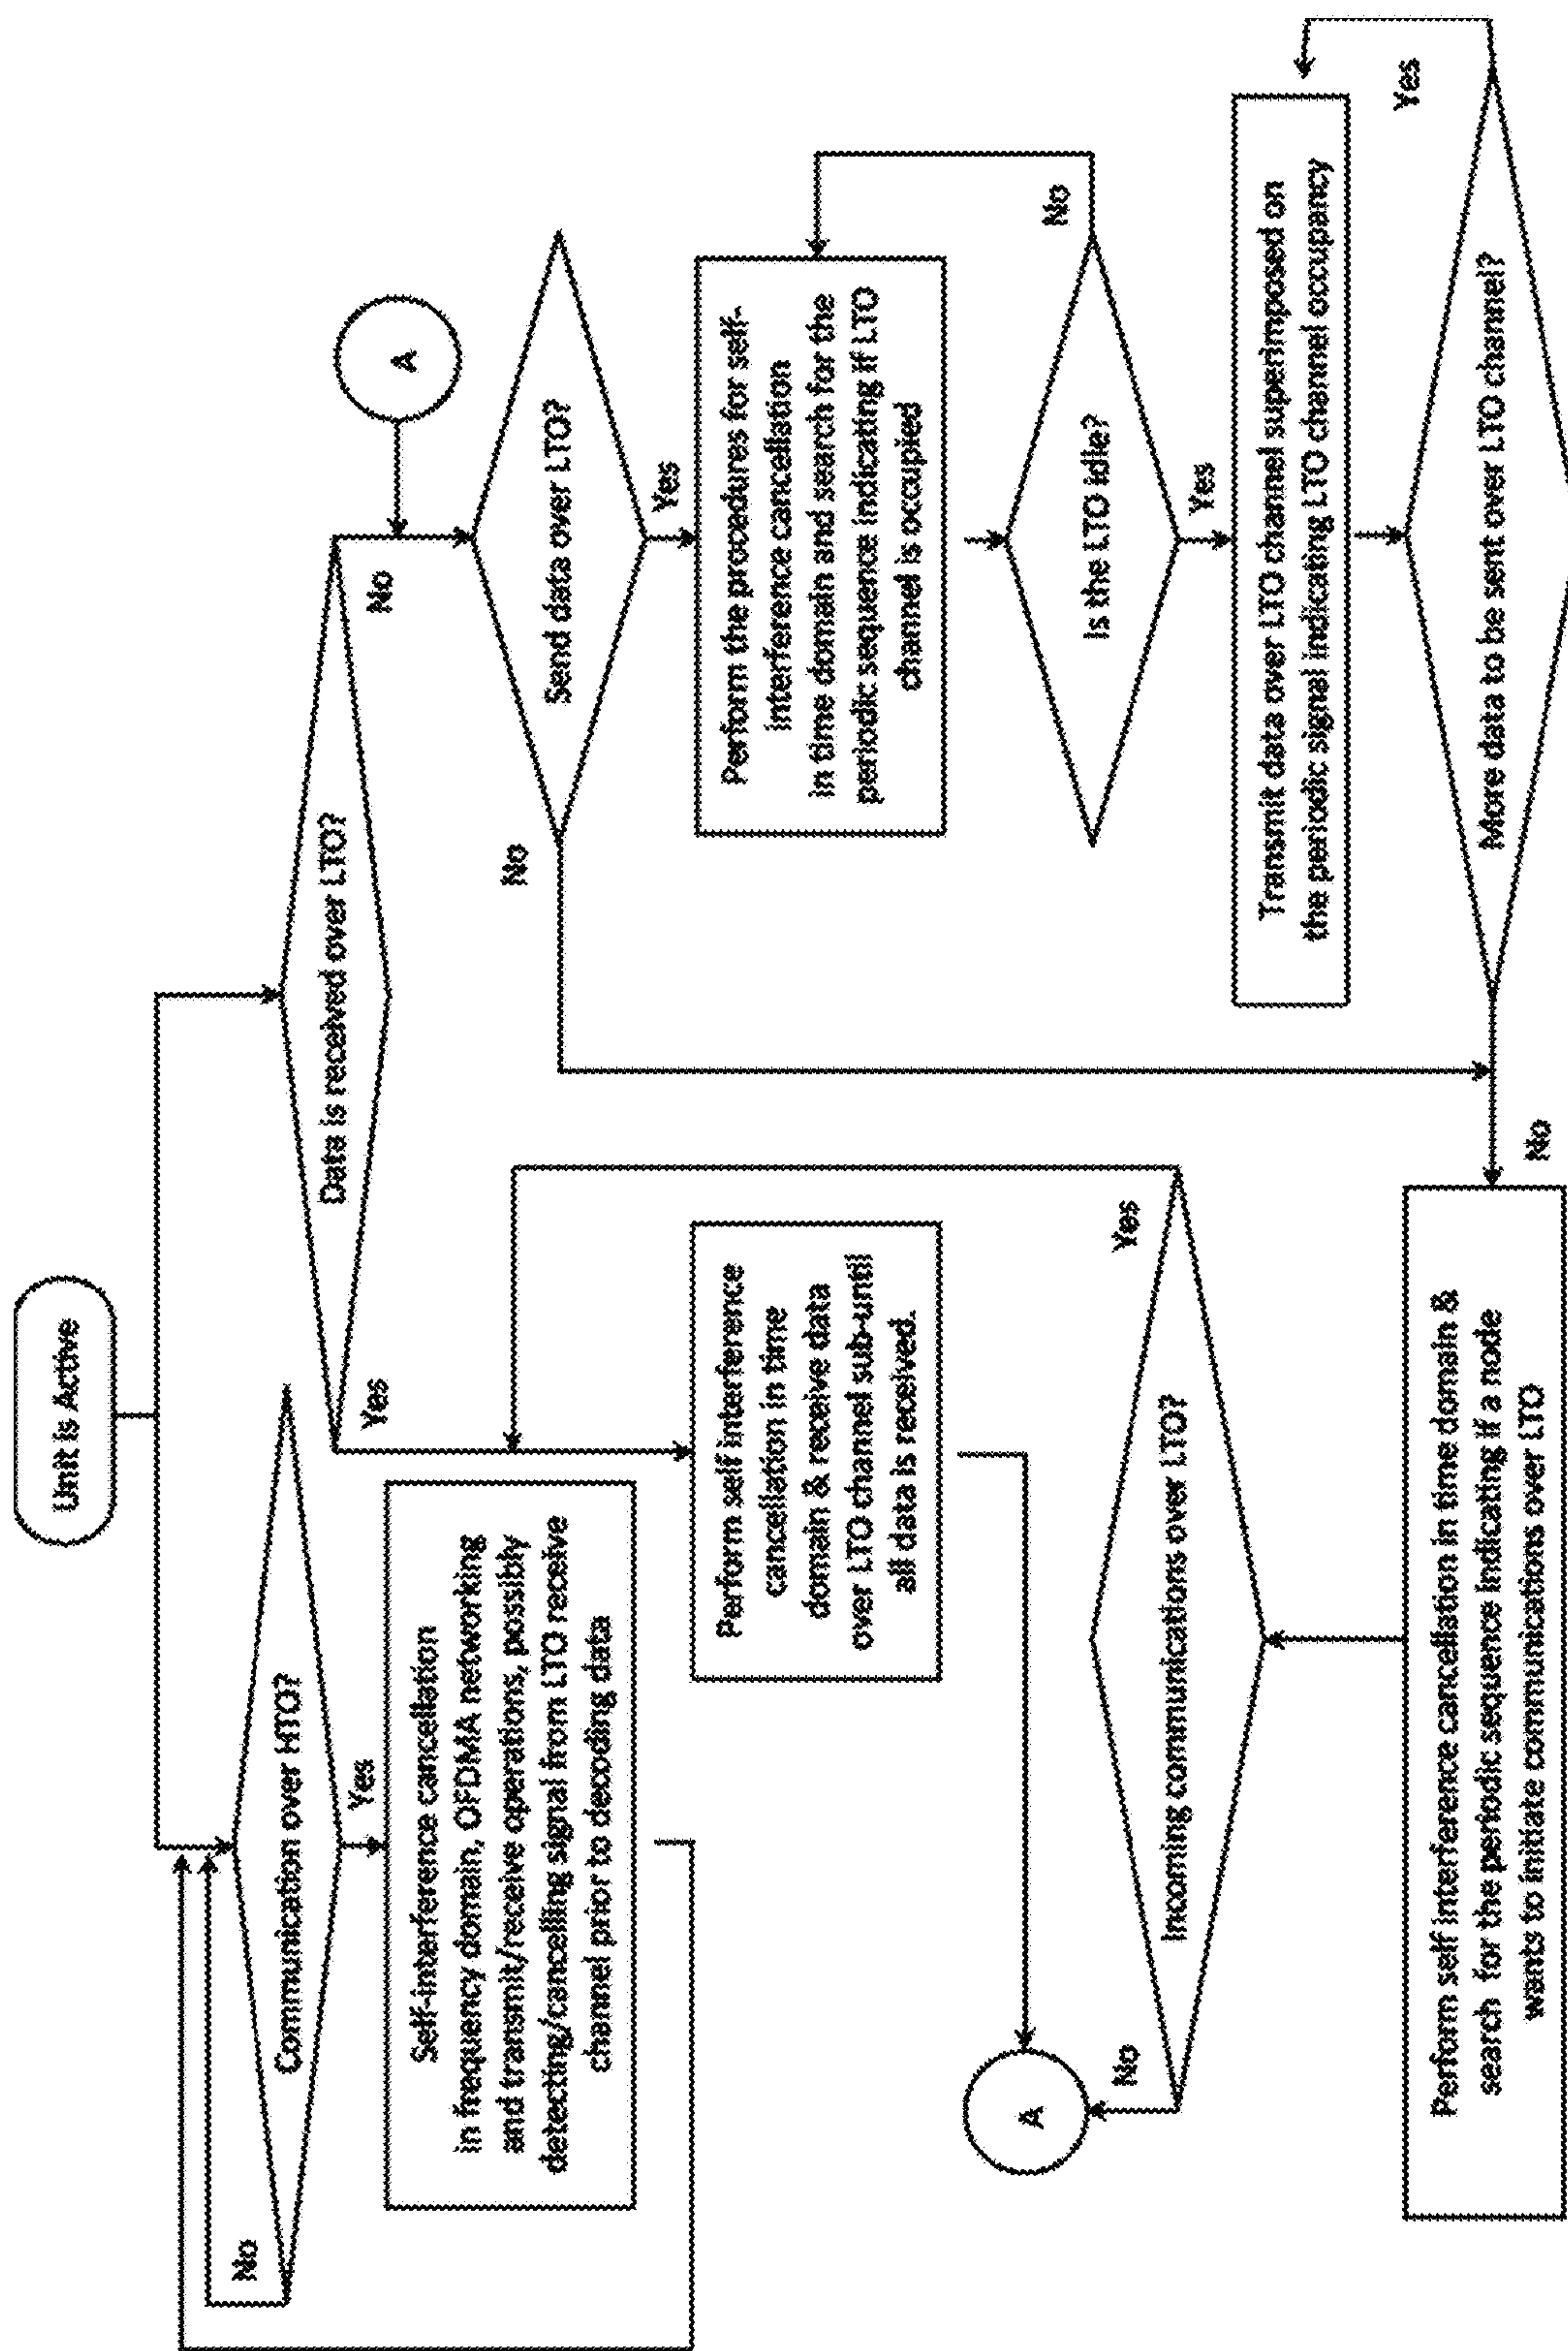 Unit is Active
Communication over HTO?
No
Yes
Self-interference cancellation
in frequency domain, OFDMA networking
and transmit/receive operations, possibly
detecting/cancelling signal from LTO receive
channel prior to decoding data
Data is received over LTO?
Yes
No
A
Perform self interference
cancellation in time
domain & receive data
over LTO channel sub-until
all data is received.
Send data over LTO?
No
Yes
Perform the procedures for self-
interference cancellation
in time domain and search for the
periodic sequence indicating if LTO
channel is occupied
A
No
Incoming communications over LTO?
Yes
Is the LTO idle?
No
Yes
Transmit data over LTO channel superimposed on
the periodic signal indicating LTO channel occupancy
Yes
Perform self interference cancellation in time domain &
search for the periodic sequence indicating if a node
wants to initiate communications over LTO
No
More data to be sent over LTO channel?